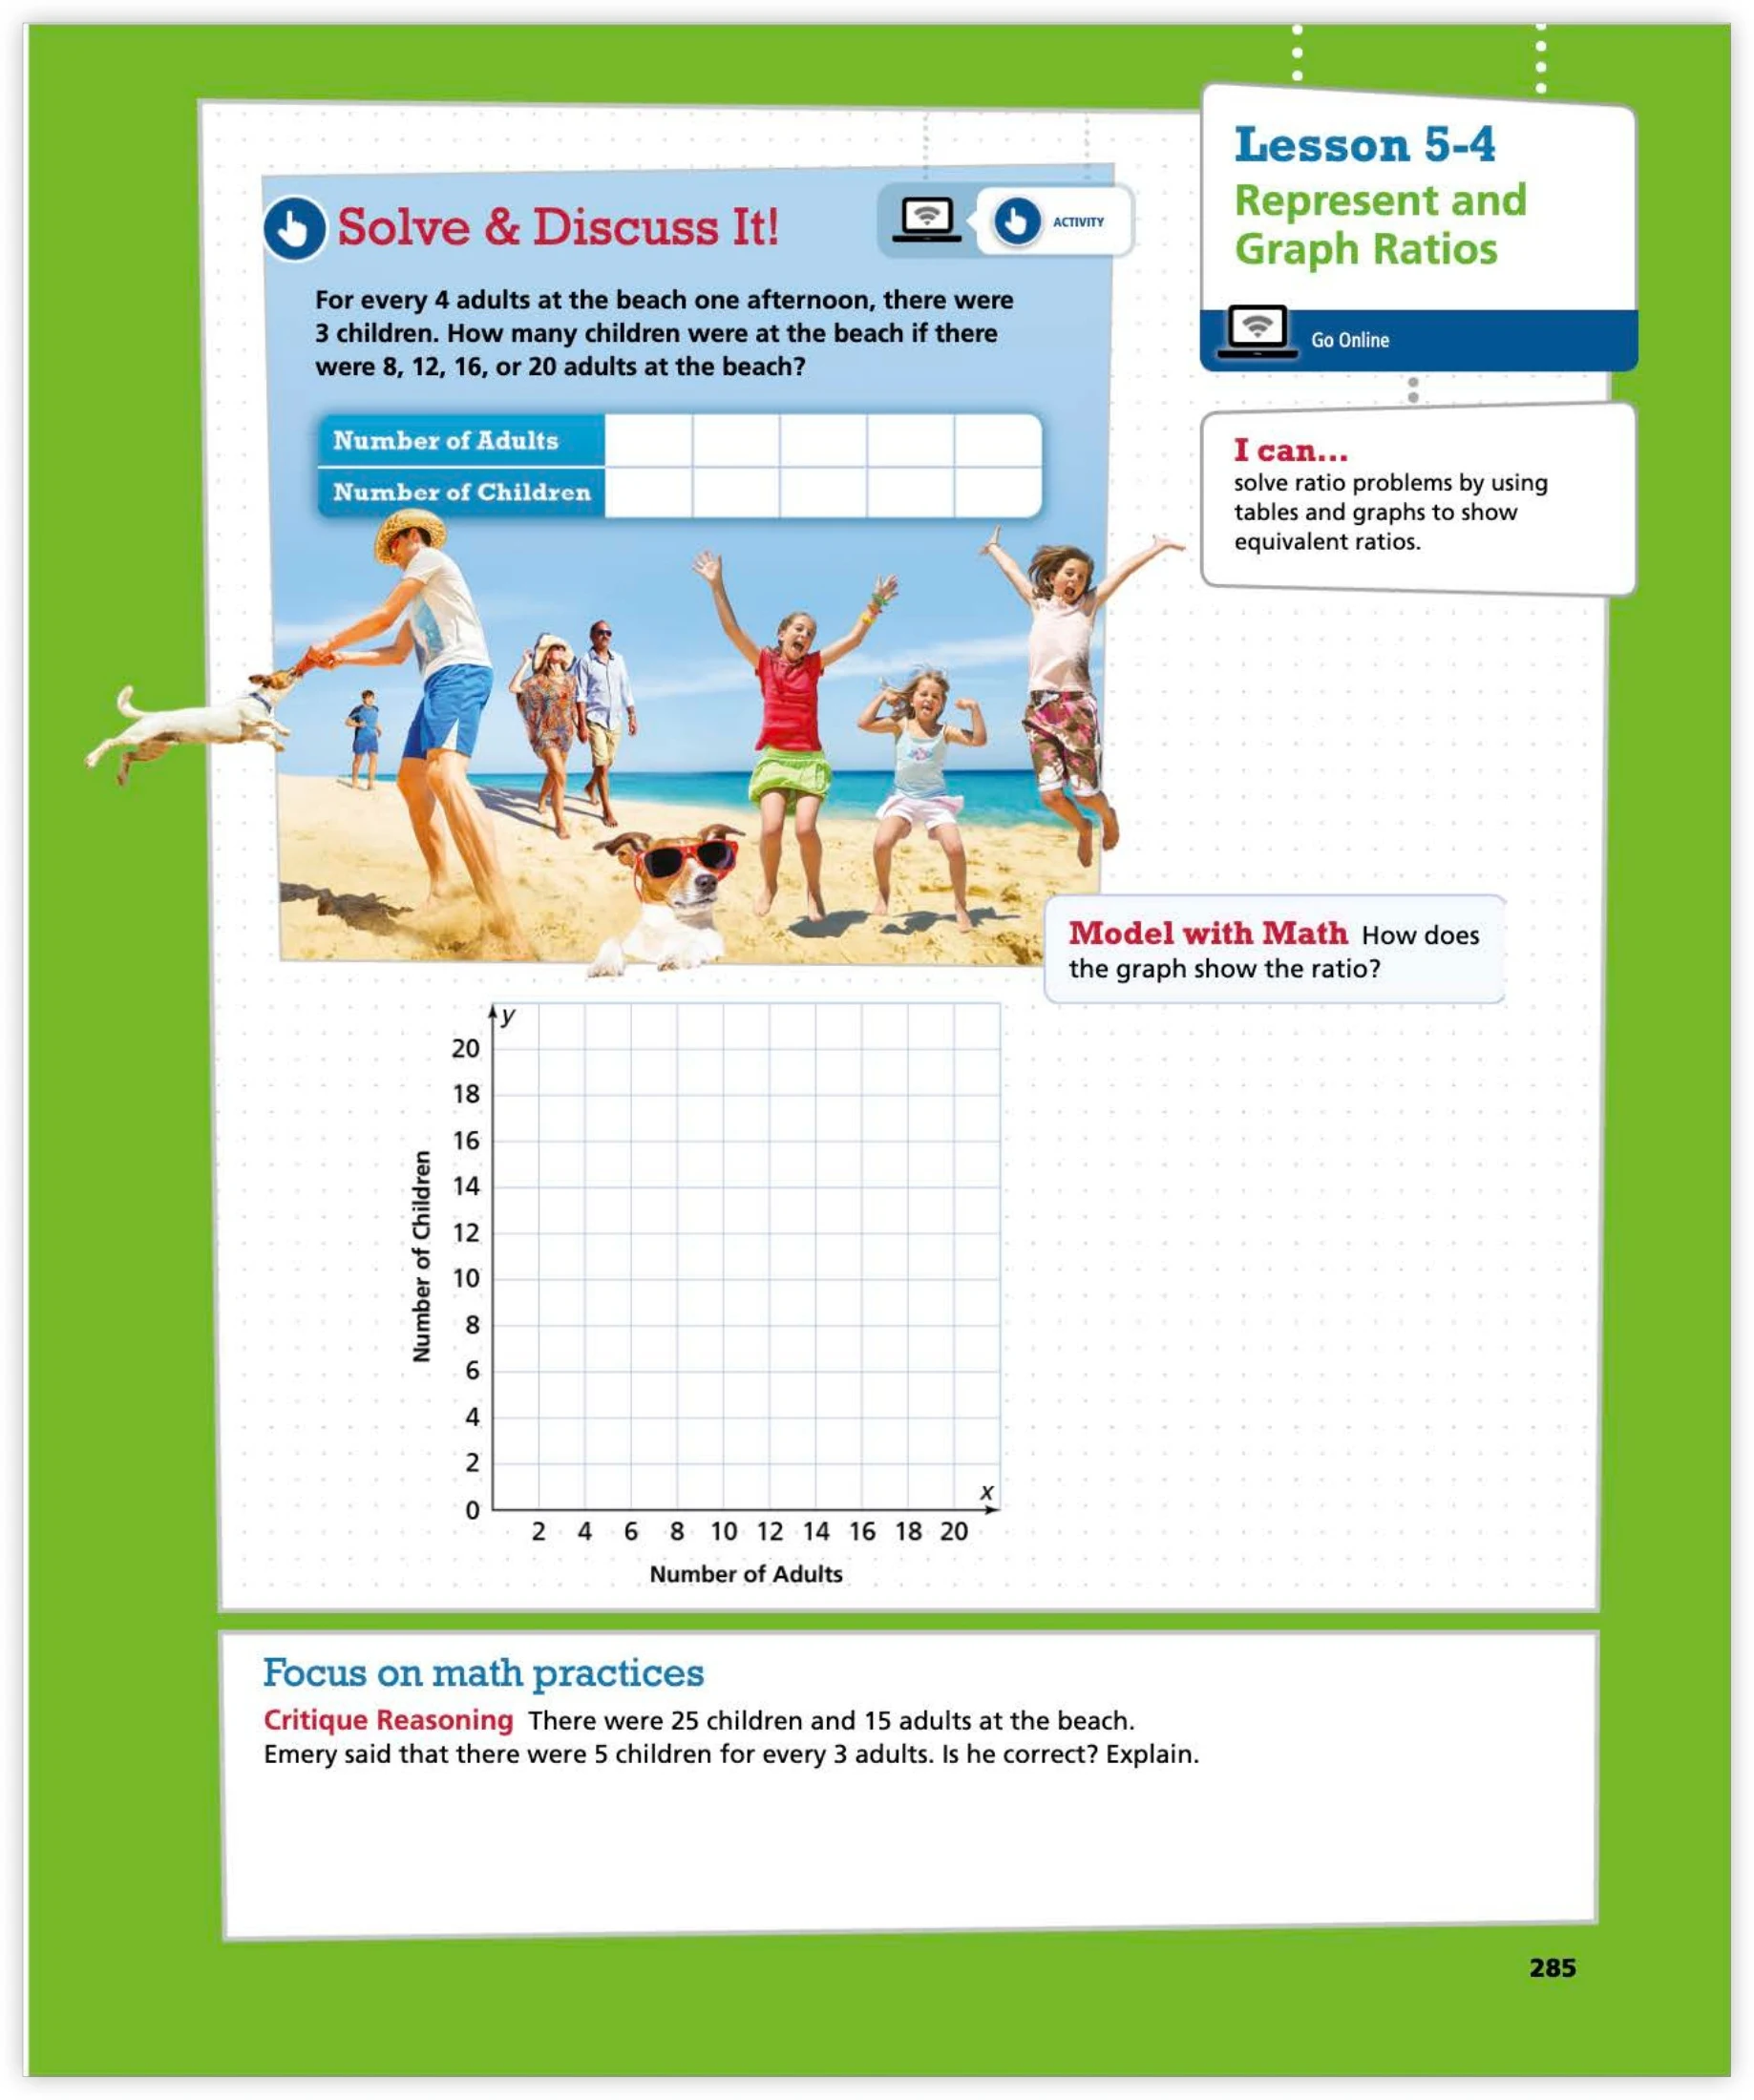 Lesson 5-4
Represent and
Graph Ratios
Go Online
Solve & Discuss It!
ACTIVITY
For every 4 adults at the beach one afternoon, there were
3 children. How many children were at the beach if there
were 8, 12, 16, or 20 adults at the beach?
Number of Adults
Number of Children
I can...
solve ratio problems by using
tables and graphs to show
equivalent ratios.
Model with Math How does
the graph show the ratio?
y
20
18
16
14
12
10
8
6
4
2
0
Number of Children
x
2 4 6 8 10 12 14 16 18 20
Number of Adults
Focus on math practices
Critique Reasoning There were 25 children and 15 adults at the beach.
Emery said that there were 5 children for every 3 adults. Is he correct? Explain.
285